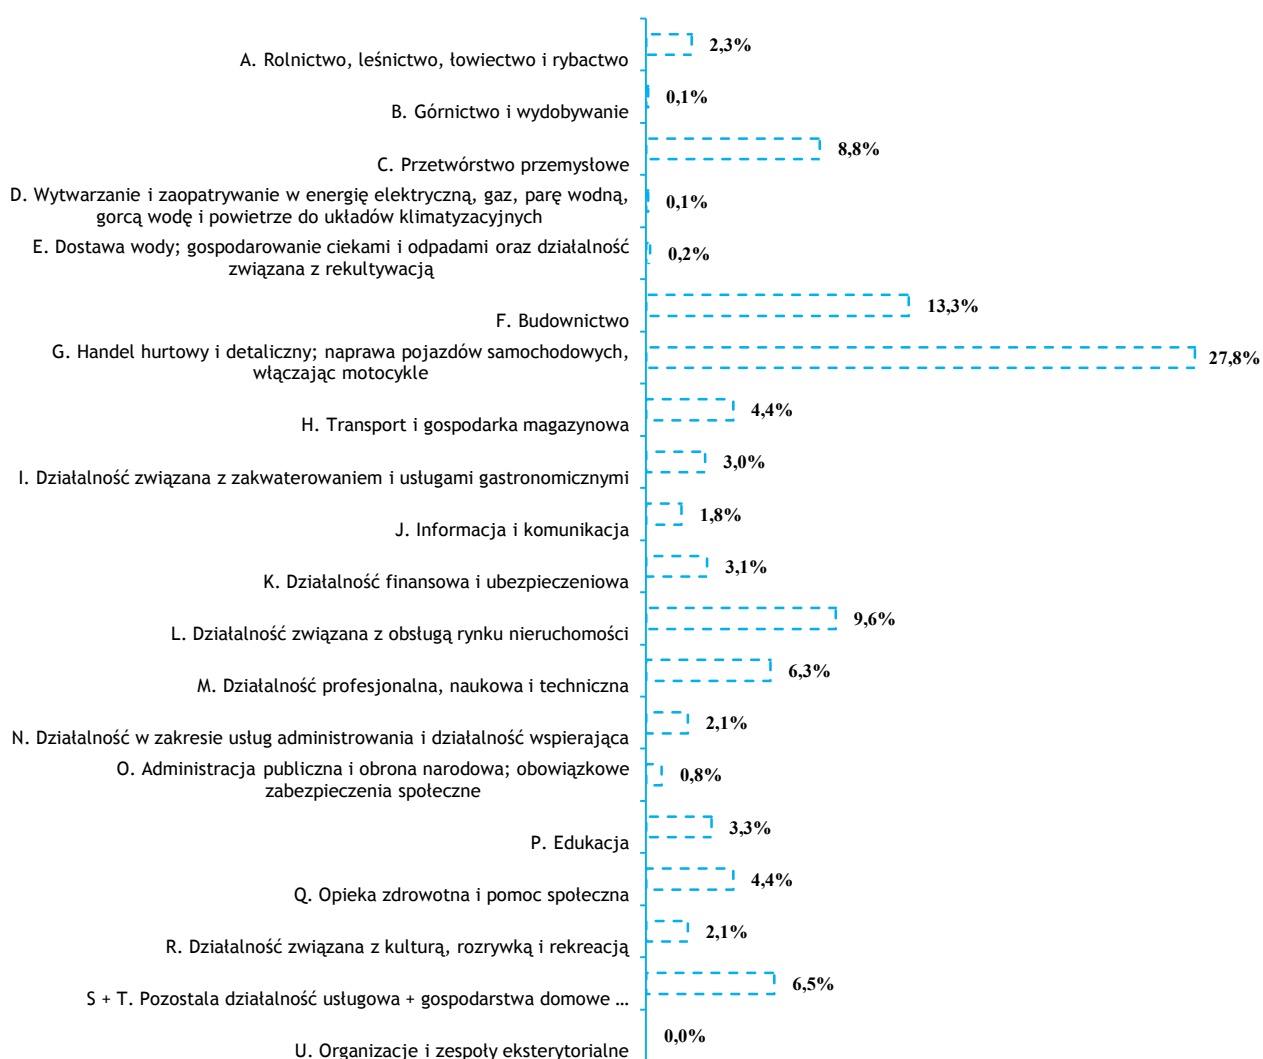 2,3%
A. Rolnictwo, leśnictwo, łowiectwo i rybactwo
0,1%
B. Górnictwo i wydobywanie
8,8%
C. Przetwórstwo przemysłowe
D. Wytwarzanie i zaopatrywanie w energię elektryczną, gaz, parę wodną,
0,1%
gorcą wodę i powietrze do układów klimatyzacyjnych
E. Dostawa wody; gospodarowanie ciekami i odpadami oraz działalność
0,2%
związana z rekultywacją
13,3%
F. Budownictwo
G. Handel hurtowy i detaliczny; naprawa pojazdów samochodowych,
27,8%
włączając motocykle
4,4%
H. Transport i gospodarka magazynowa
3,0%
I. Działalność związana z zakwaterowaniem i usługami gastronomicznymi
1,8%
J. Informacja i komunikacja
3,1%
K. Działalność finansowa i ubezpieczeniowa
9,6%
L. Działalność związana z obsługą rynku nieruchomości
6,3%
M. Działalność profesjonalna, naukowa i techniczna
2,1%
N. Działalność w zakresie usług administrowania i działalność wspierająca
O. Administracja publiczna i obrona narodowa; obowiązkowe
0,8%
zabezpieczenia społeczne
3,3%
P. Edukacja
4,4%
Q. Opieka zdrowotna i pomoc społeczna
2,1%
R. Działalność związana z kulturą, rozrywką i rekreacją
6,5%
S + T. Pozostala działalność usługowa + gospodarstwa domowe …
0,0%
U. Organizacje i zespoły eksterytorialne